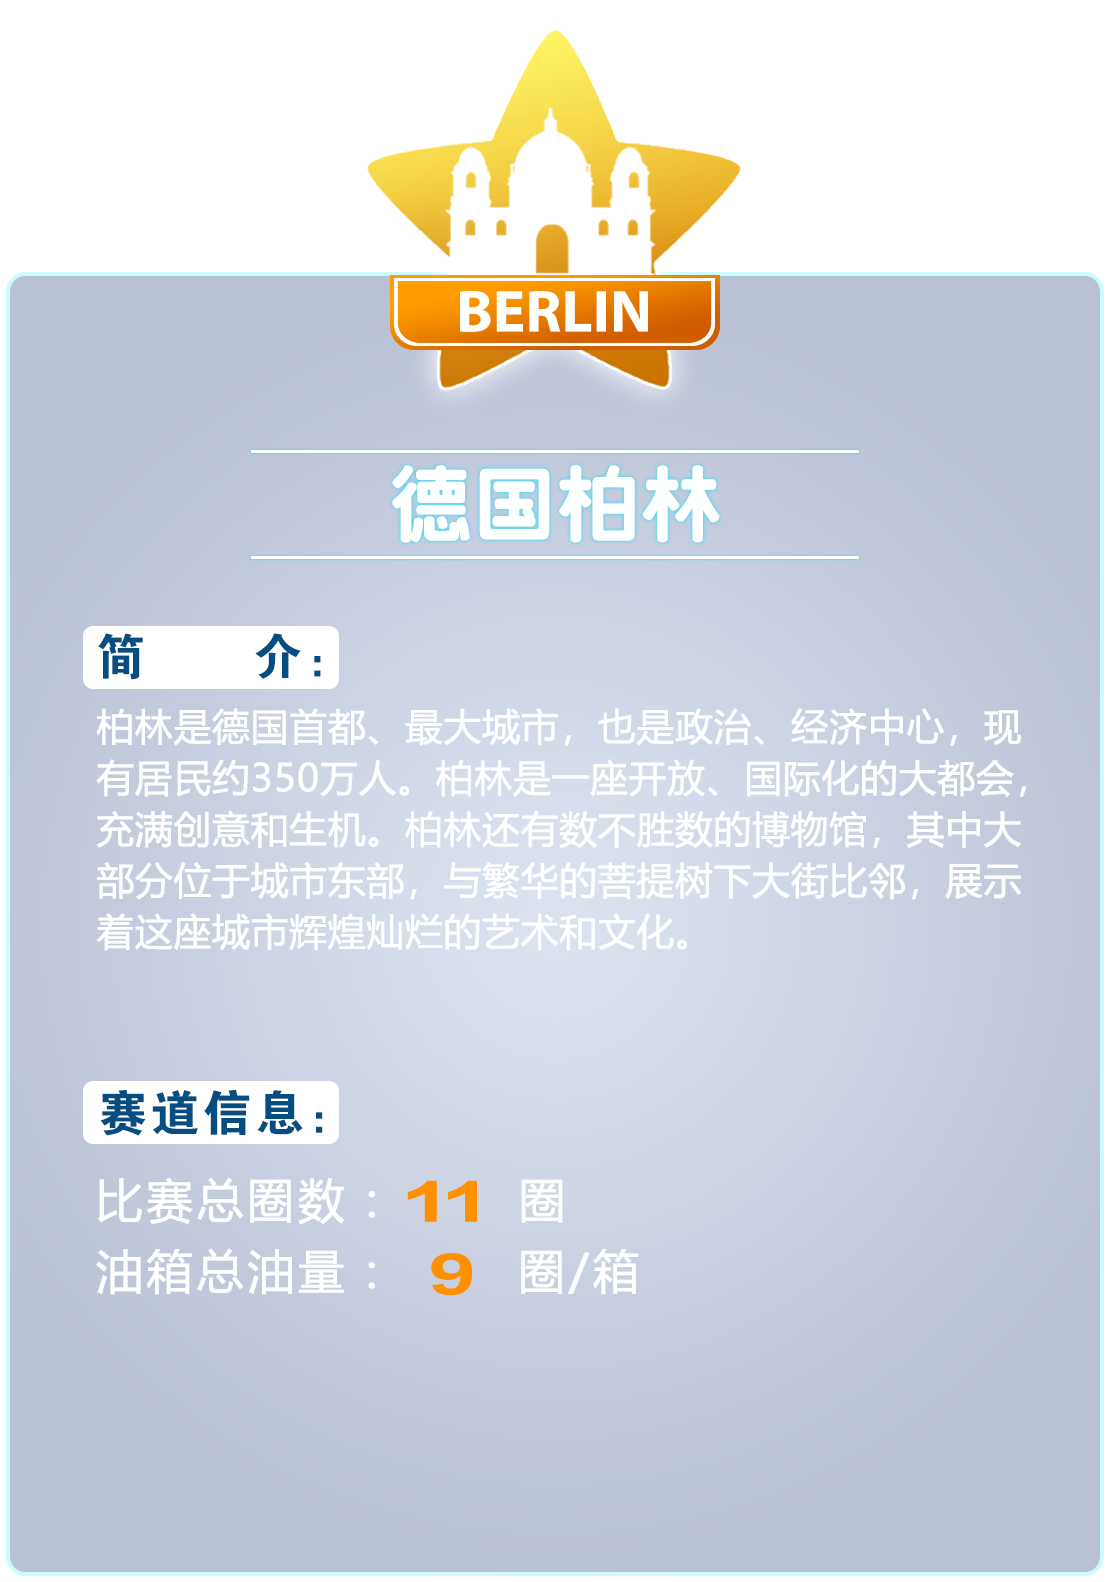 BERLIN
德国柏林
简 介：
柏林是德国首都、最大城市，也是政治、经济中心，现
有居民约350万人。柏林是一座开放、国际化的大都会，
充满创意和生机。柏林还有数不胜数的博物馆，其中大
部分位于城市东部，与繁华的菩提树下大街比邻，展示
着这座城市辉煌灿烂的艺术和文化。
赛道信息：
比赛总圈数：11 圈
油箱总油量：9 圈/箱